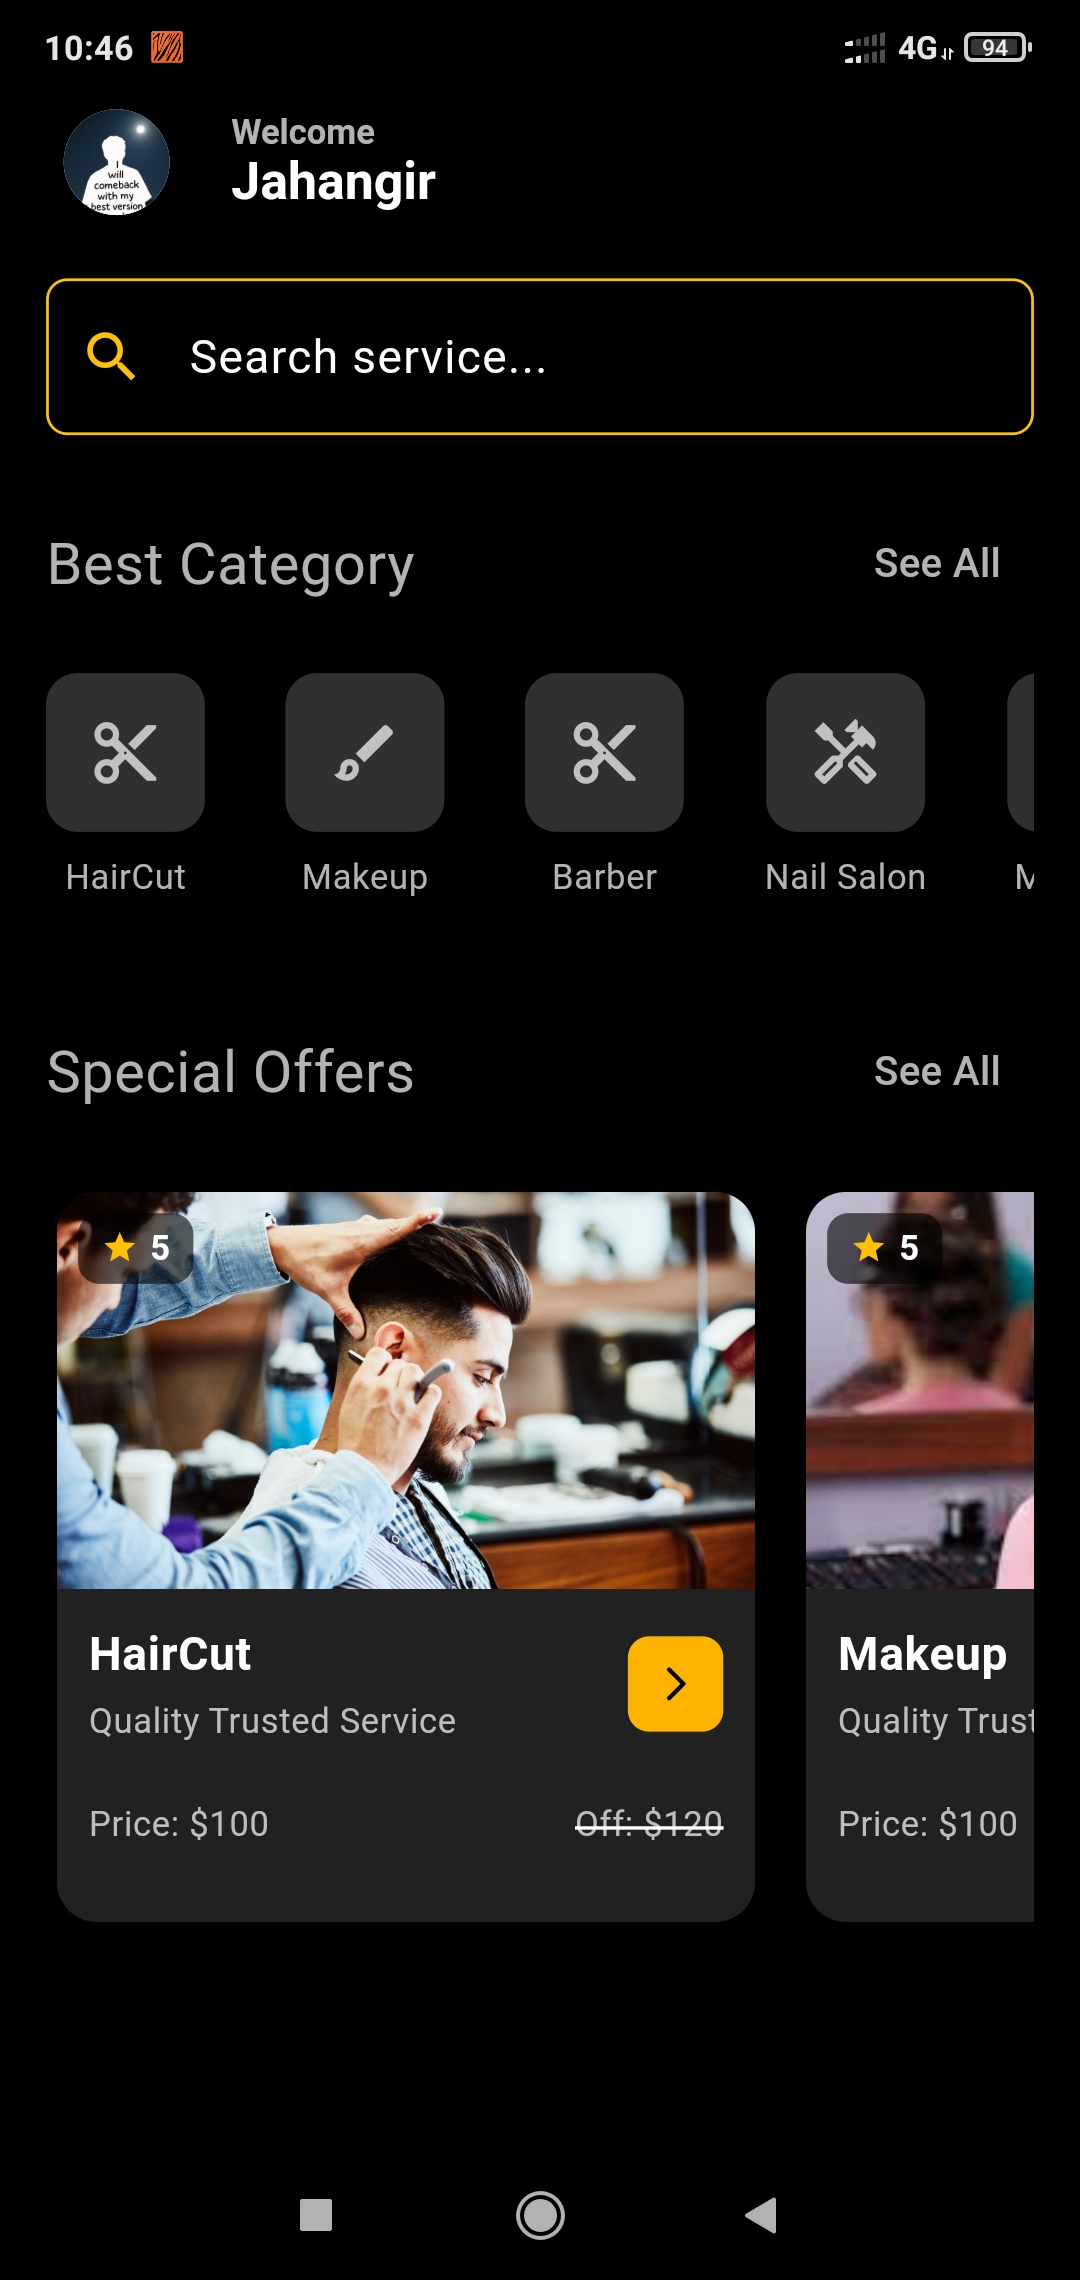 10:46 4G 94
I
will
comeback
with my
best version
Welcome
Jahangir
Search service...
Best Category See All
HairCut Makeup Barber Nail Salon M
Special Offers See All
5 5
HairCut Makeup
Quality Trusted Service Quality Trust
Price: $100 Off: $120 Price: $100